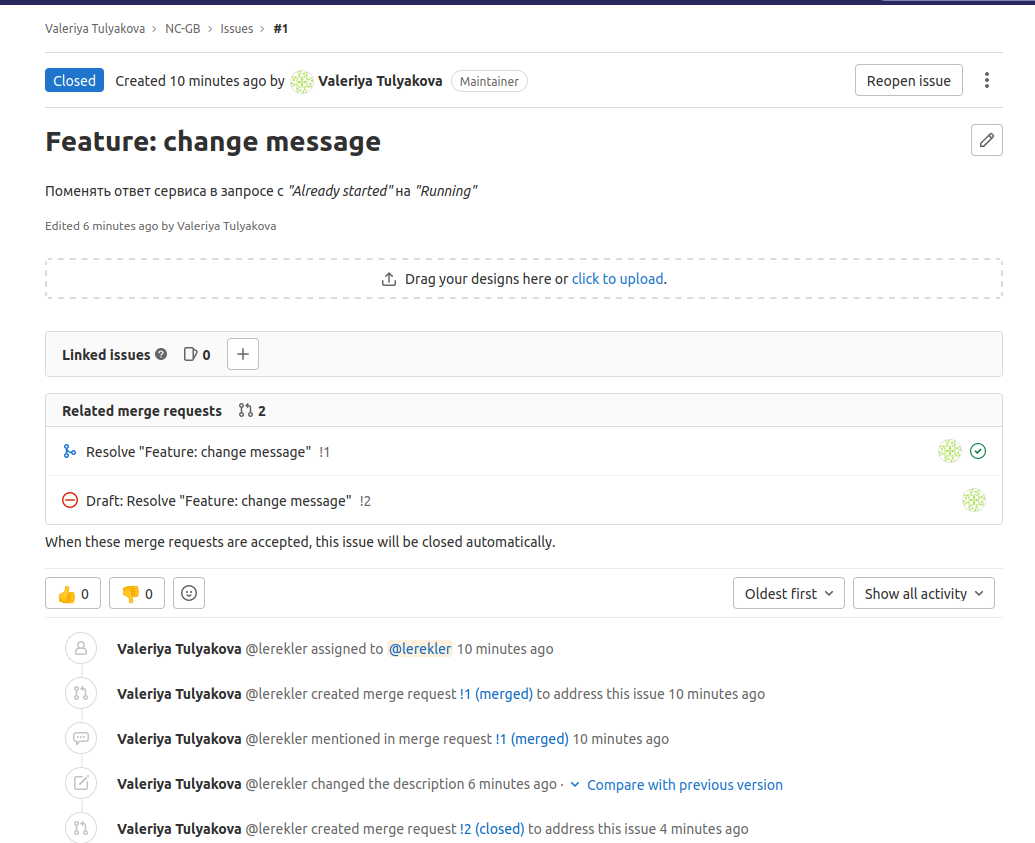 Valeriya Tulyakova › NC-GB › Issues › #1
Closed Created 10 minutes ago by Valeriya Tulyakova Maintainer Reopen issue
Feature: change message
Поменять ответ сервиса в запросе с "Already started" на "Running"
Edited 6 minutes ago by Valeriya Tulyakova
Drag your designs here or click to upload.
Linked issues 0
Related merge requests 2
Resolve "Feature: change message" !1
Draft: Resolve "Feature: change message" !2
When these merge requests are accepted, this issue will be closed automatically.
👍 0 👎 0 Oldest first Show all activity
Valeriya Tulyakova @lerekler assigned to @lerekler 10 minutes ago
Valeriya Tulyakova @lerekler created merge request !1 (merged) to address this issue 10 minutes ago
Valeriya Tulyakova @lerekler mentioned in merge request !1 (merged) 10 minutes ago
Valeriya Tulyakova @lerekler changed the description 6 minutes ago · Compare with previous version
Valeriya Tulyakova @lerekler created merge request !2 (closed) to address this issue 4 minutes ago